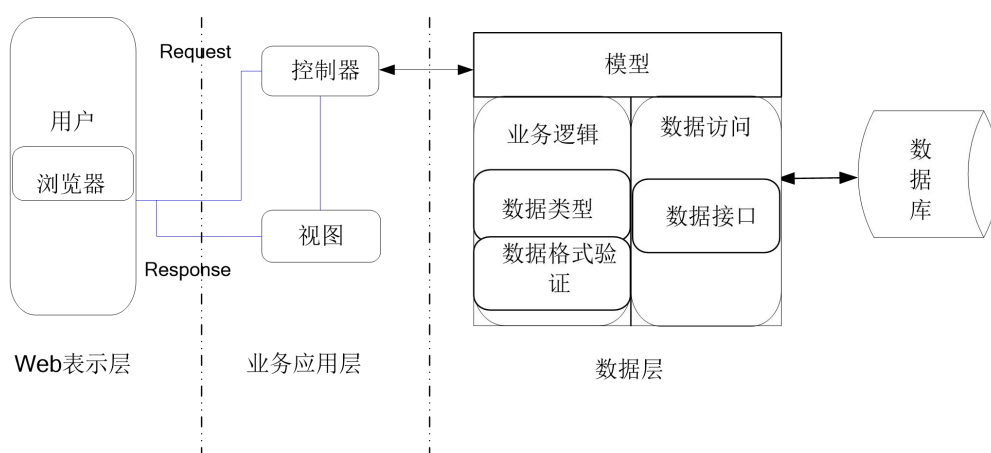 Request
用户
浏览器
Response
Web表示层
控制器
视图
业务应用层
模型
业务逻辑
数据类型
数据格式验
证
数据访问
数据接口
数据层
数
据
库